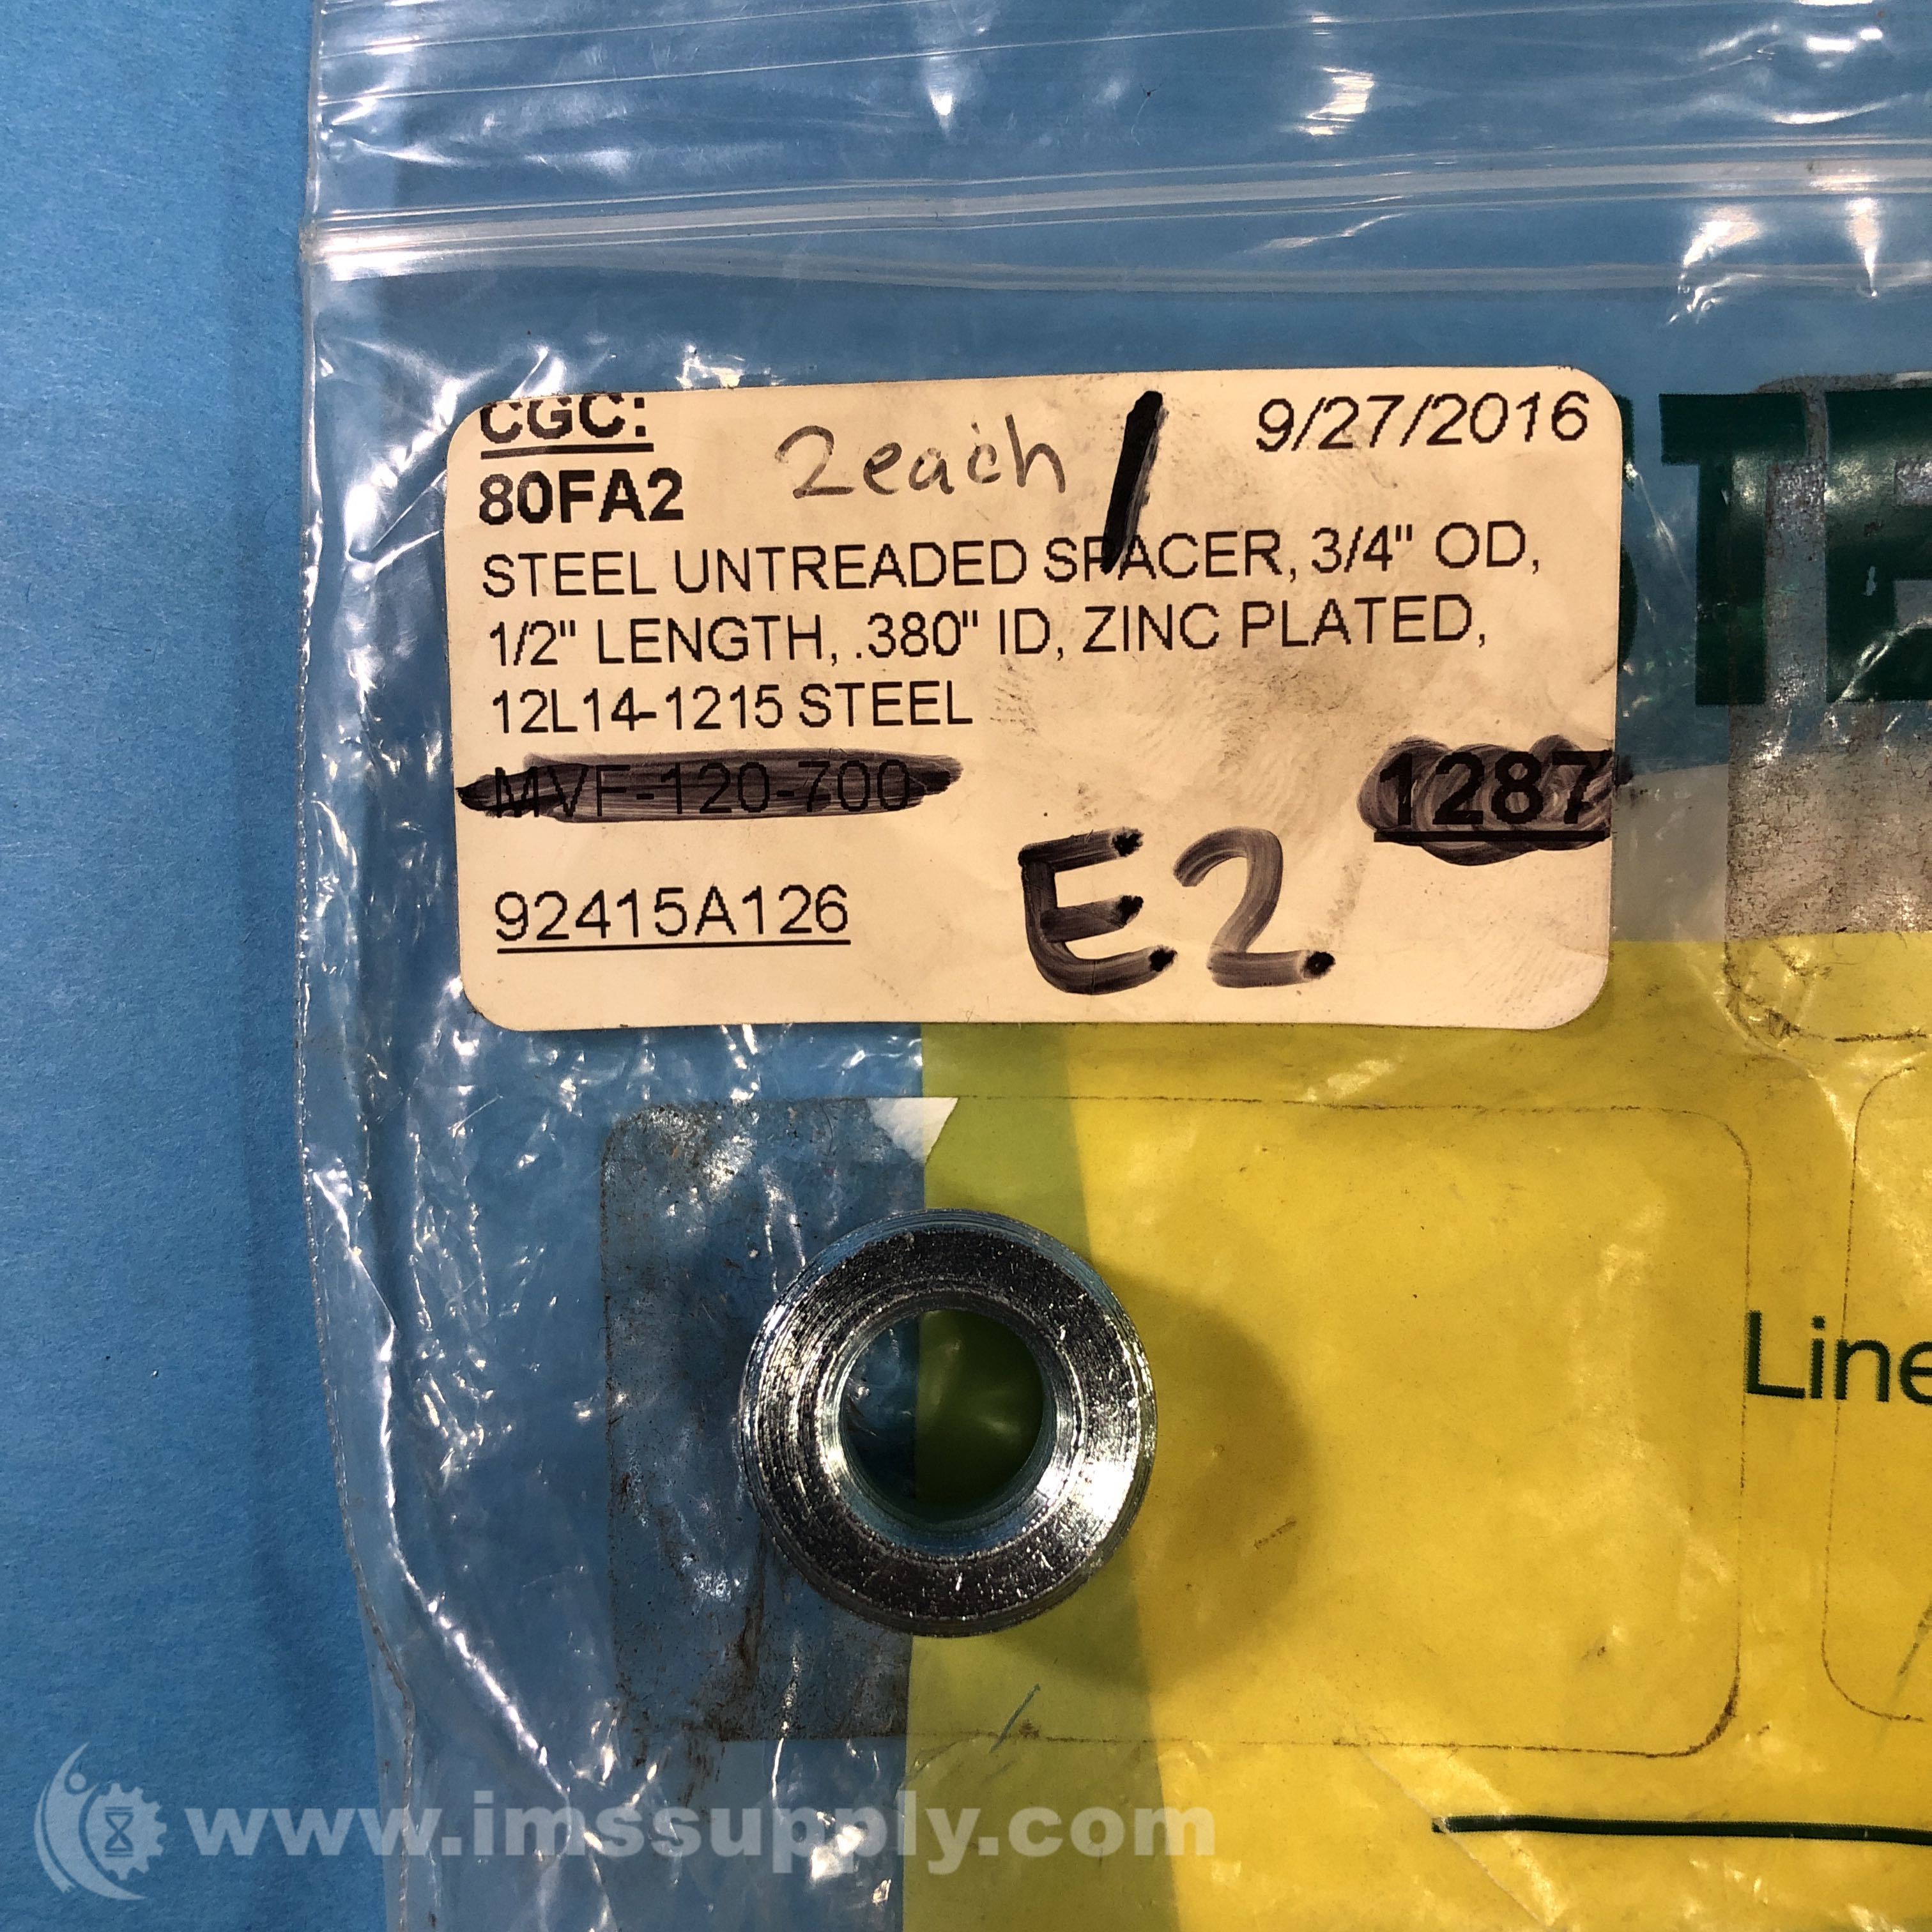 CGC: 2each 9/27/2016
80FA2
STEEL UNTREADED SPACER, 3/4" OD,
1/2" LENGTH, .380" ID, ZINC PLATED,
12L14-1215 STEEL
MVF-120-700 1287
E2
92415A126
Line
www.imssupply.com